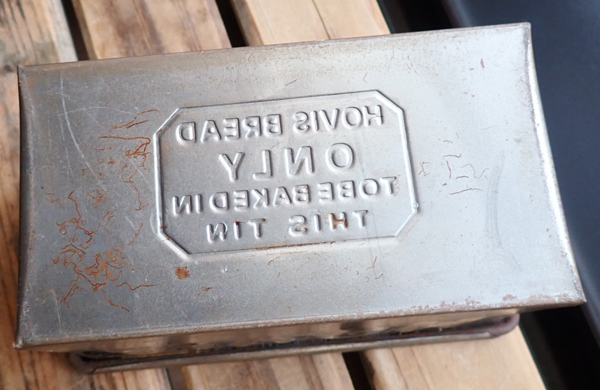 HOVIS BREAD
ONLY
TO BE BAKED IN
THIS TIN